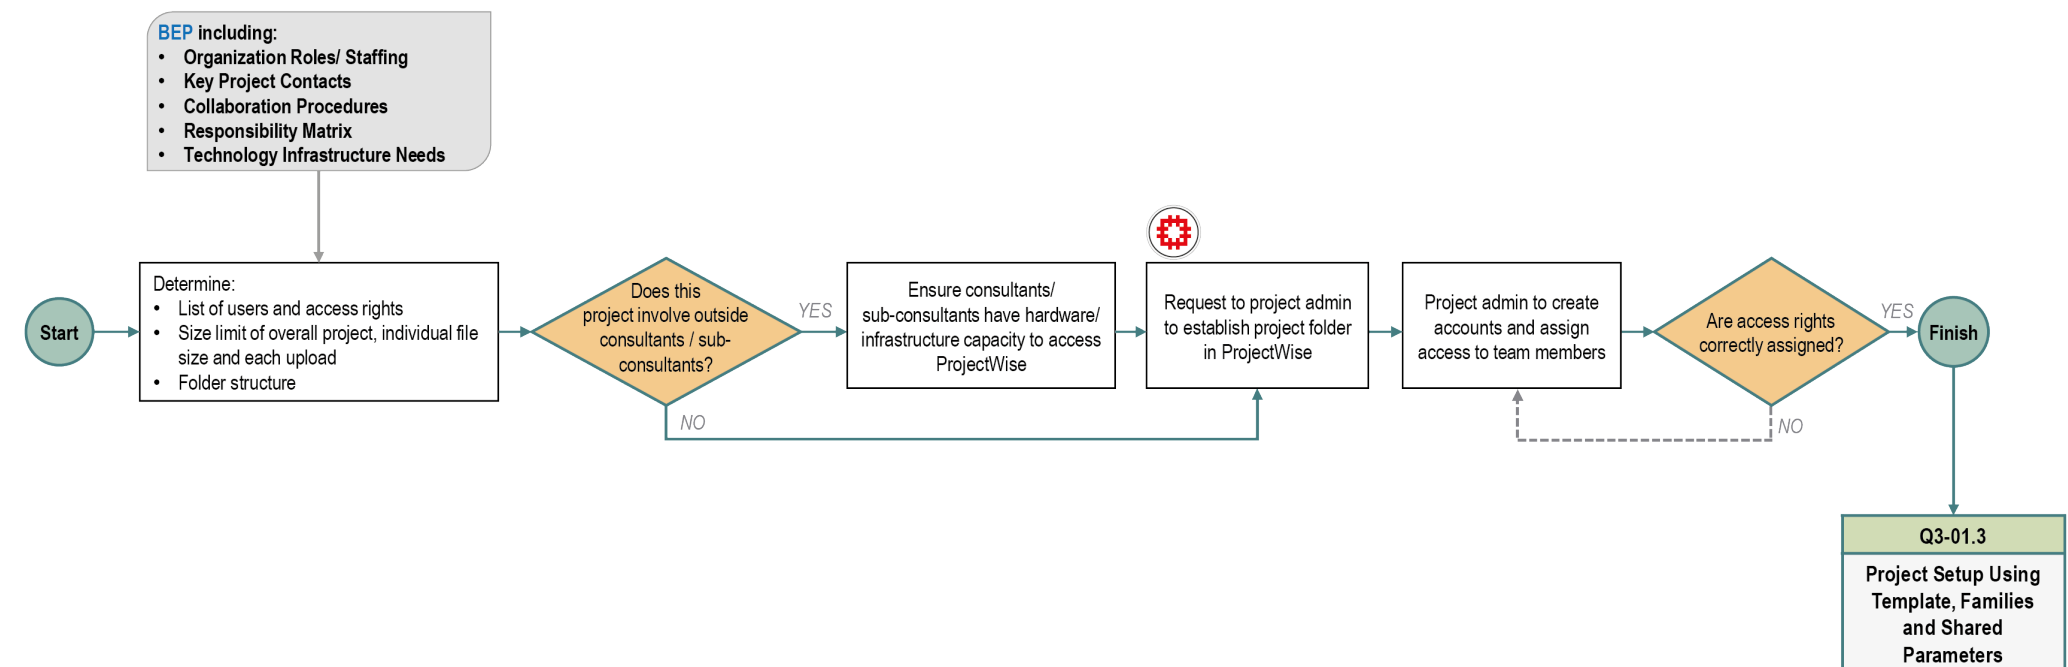 BEP including:
• Organization Roles/ Staffing
• Key Project Contacts
• Collaboration Procedures
• Responsibility Matrix
• Technology Infrastructure Needs
Start
Determine:
• List of users and access rights
• Size limit of overall project, individual file
size and each upload
• Folder structure
Does this
project involve outside
consultants / sub-
consultants?
YES
NO
Ensure consultants/
sub-consultants have hardware/
infrastructure capacity to access
ProjectWise
Request to project admin
to establish project folder
in ProjectWise
Project admin to create
accounts and assign
access to team members
Are access rights
correctly assigned?
YES
NO
Finish
Q3-01.3
Project Setup Using
Template, Families
and Shared
Parameters